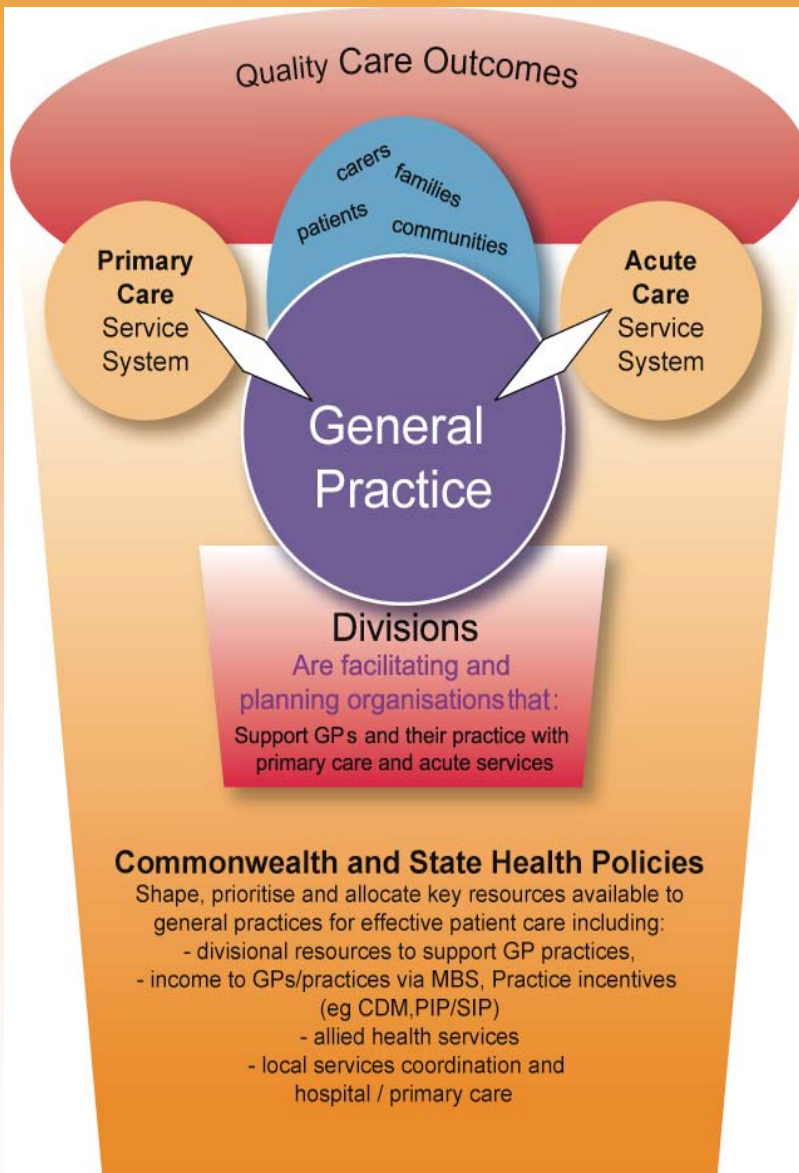 Quality Care Outcomes
carers
families
patients
communities
Primary
Care
Service
System
Acute
Care
Service
System
General
Practice
Divisions
Are facilitating and
planning organisations that:
Support GPs and their practice with
primary care and acute services
Commonwealth and State Health Policies
Shape, prioritise and allocate key resources available to
general practices for effective patient care including:
- divisional resources to support GP practices,
- income to GPs/practices via MBS, Practice incentives
(eg CDM,PIP/SIP)
- allied health services
- local services coordination and
hospital / primary care